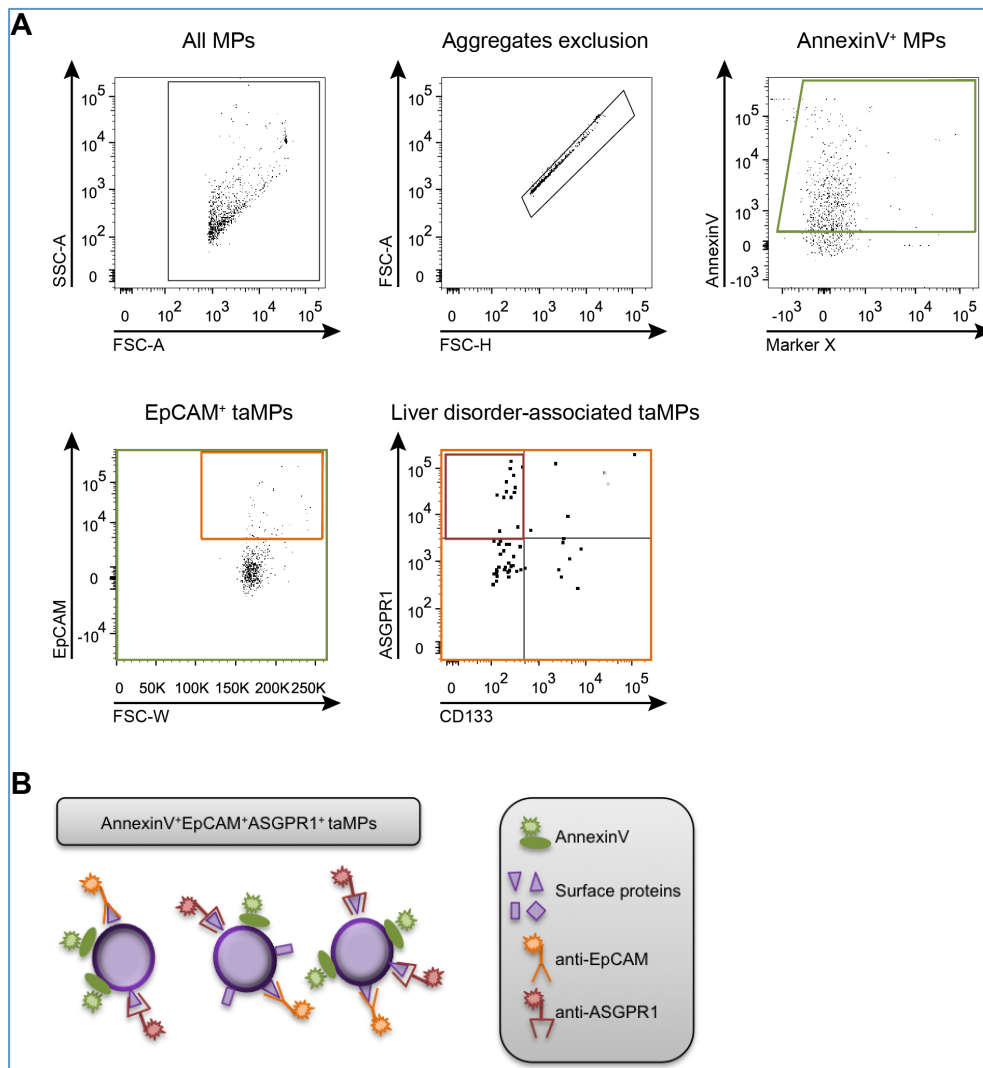 A
All MPs
Aggregates exclusion
AnnexinV⁺ MPs
SSC-A
10⁵
10⁴
10³
10²
0
0 10² 10³ 10⁴ 10⁵
FSC-A
FSC-A
10⁵
10⁴
10³
10²
0
0 10² 10³ 10⁴ 10⁵
FSC-H
AnnexinV
10⁵
10⁴
10³
0
-10³
-10³ 0 10³ 10⁴ 10⁵
Marker X
EpCAM⁺ taMPs
Liver disorder-associated taMPs
EpCAM
10⁵
10⁴
0
-10⁴
0 50K 100K 150K 200K 250K
FSC-W
ASGPR1
10⁵
10⁴
10³
10²
0
0 10² 10³ 10⁴ 10⁵
CD133
B
AnnexinV⁺EpCAM⁺ASGPR1⁺ taMPs
AnnexinV
Surface proteins
anti-EpCAM
anti-ASGPR1